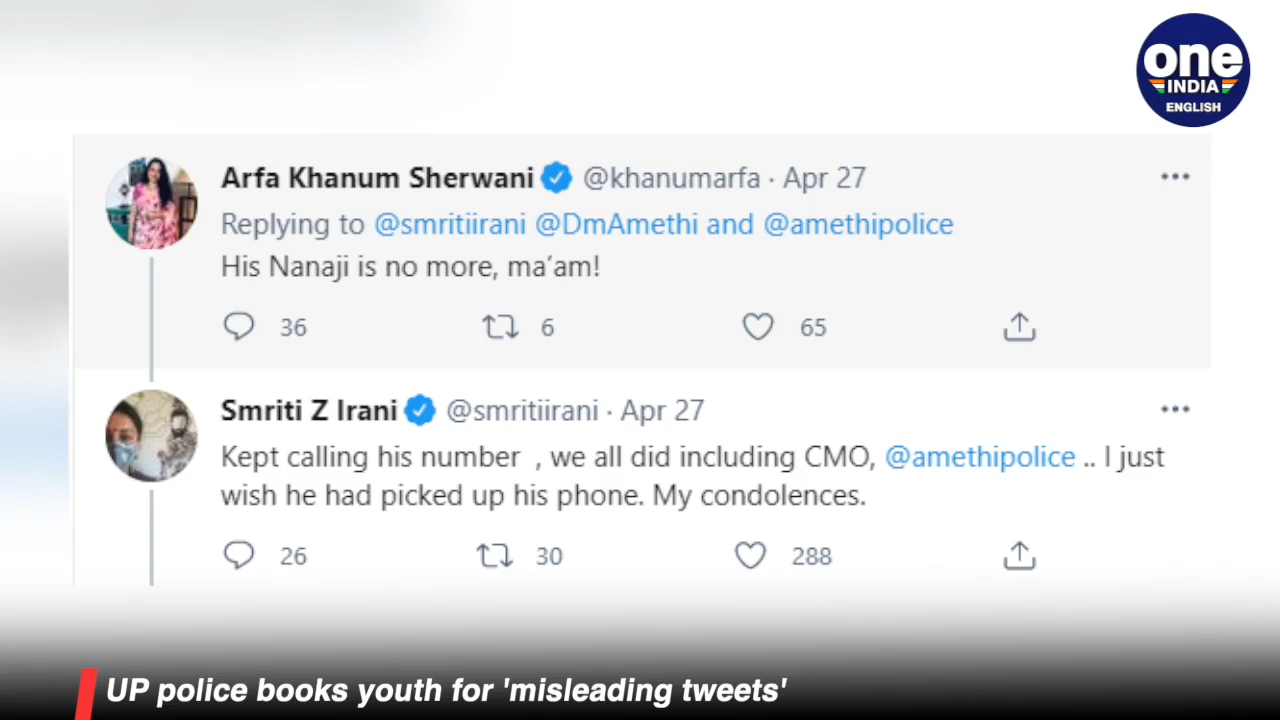 one
INDIA
ENGLISH
Arfa Khanum Sherwani @khanumarfa · Apr 27
Replying to @smritiirani @DmAmethi and @amethipolice
His Nanaji is no more, ma’am!
36 6 65
Smriti Z Irani @smritiirani · Apr 27
Kept calling his number , we all did including CMO, @amethipolice .. I just
wish he had picked up his phone. My condolences.
26 30 288
UP police books youth for 'misleading tweets'